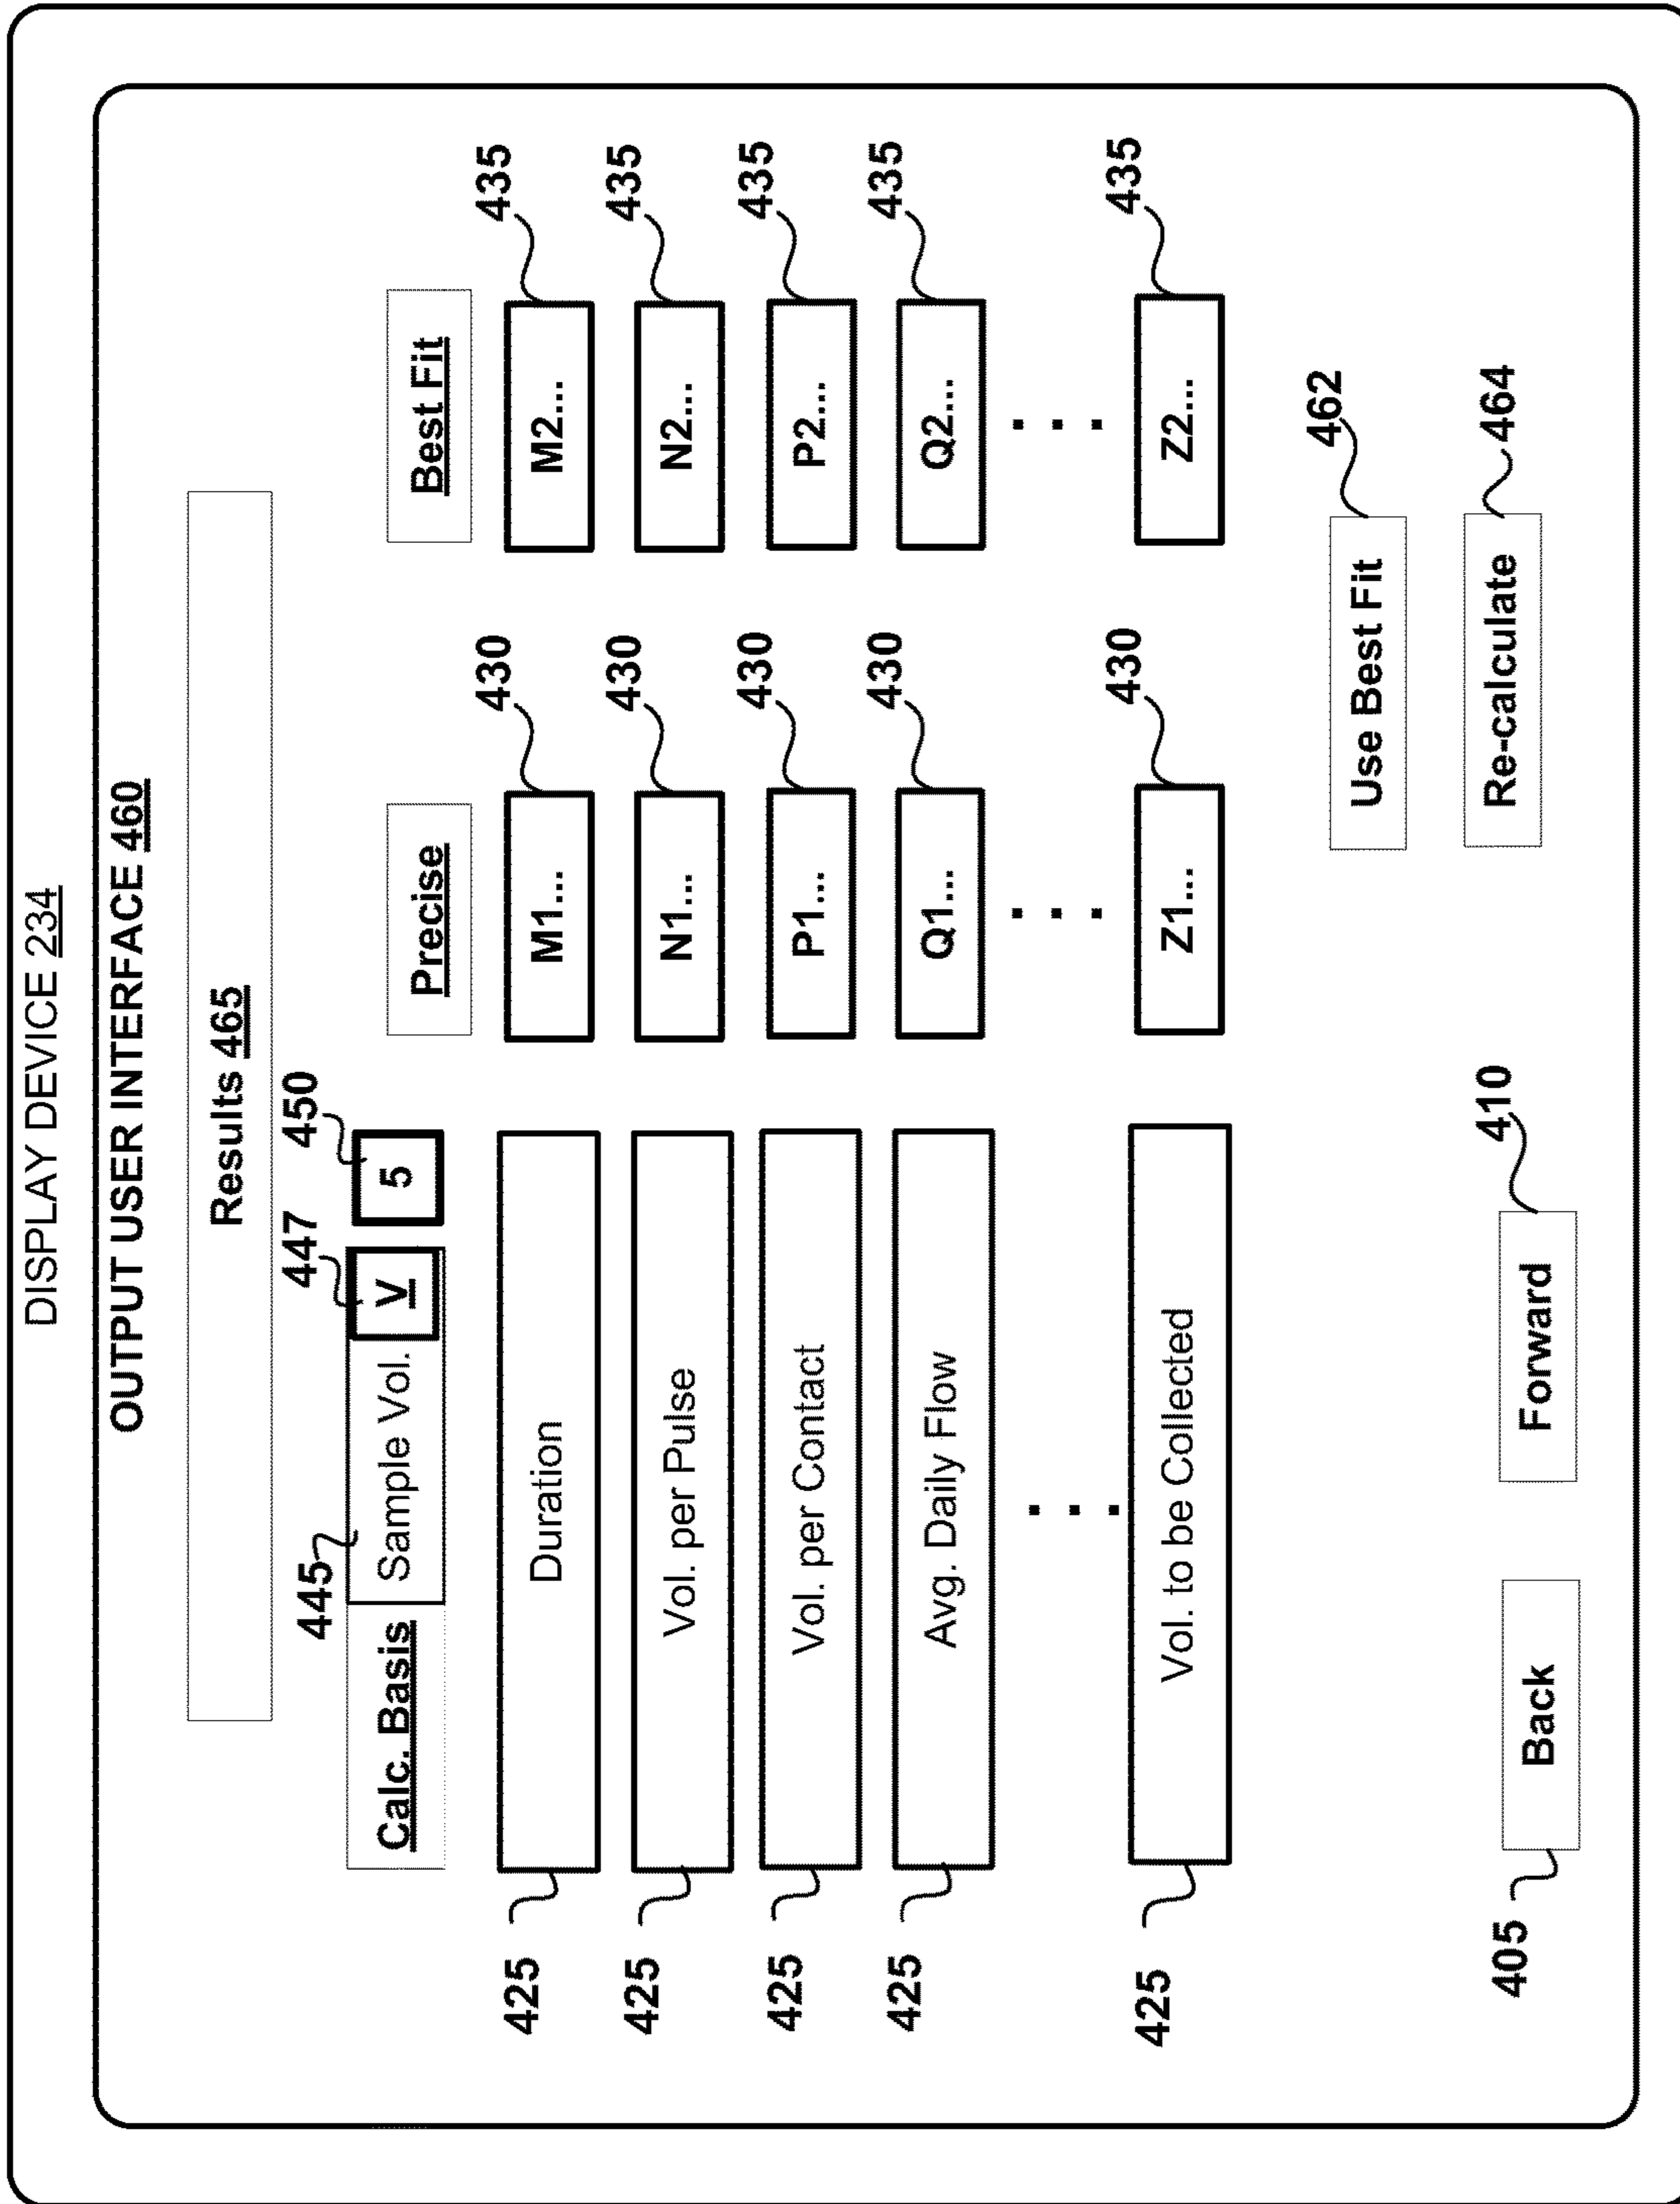 DISPLAY DEVICE 234
OUTPUT USER INTERFACE 460
Results 465
445 447 450
Calc. Basis Sample Vol. V 5
Precise Best Fit
425 Duration M1... 430 M2... 435
425 Vol. per Pulse N1... 430 N2... 435
425 Vol. per Contact P1... 430 P2... 435
425 Avg. Daily Flow Q1... 430 Q2... 435
. . . . . . . . .
425 Vol. to be Collected Z1... 430 Z2... 435
Use Best Fit 462
405 Back Forward 410 Re-calculate 464